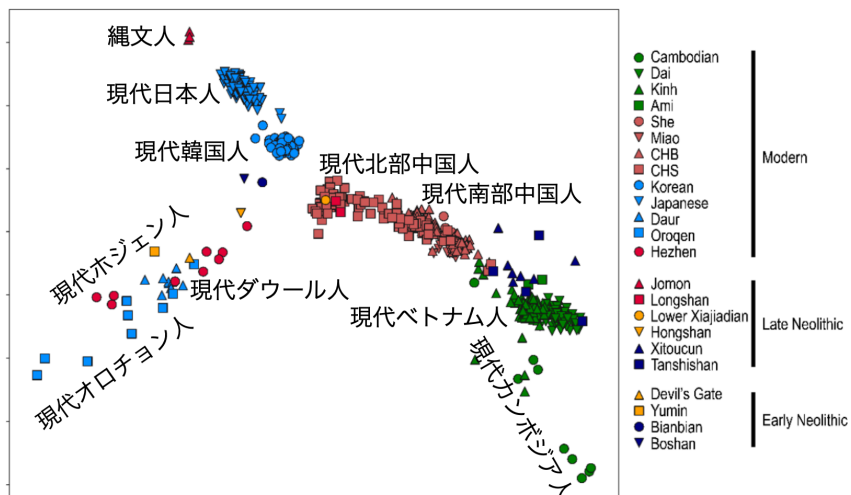 縄文人
現代日本人
現代韓国人
現代北部中国人
現代南部中国人
現代ホジェン人
現代ダウール人
現代ベトナム人
現代オロチョン人
現代カンボジア人
Cambodian
Dai
Kinh
Ami
She
Miao
CHB
CHS
Korean
Japanese
Daur
Oroqen
Hezhen
Modern
Jomon
Longshan
Lower Xiajiadian
Hongshan
Xitoucun
Tanshishan
Late Neolithic
Devil's Gate
Yumin
Bianbian
Boshan
Early Neolithic